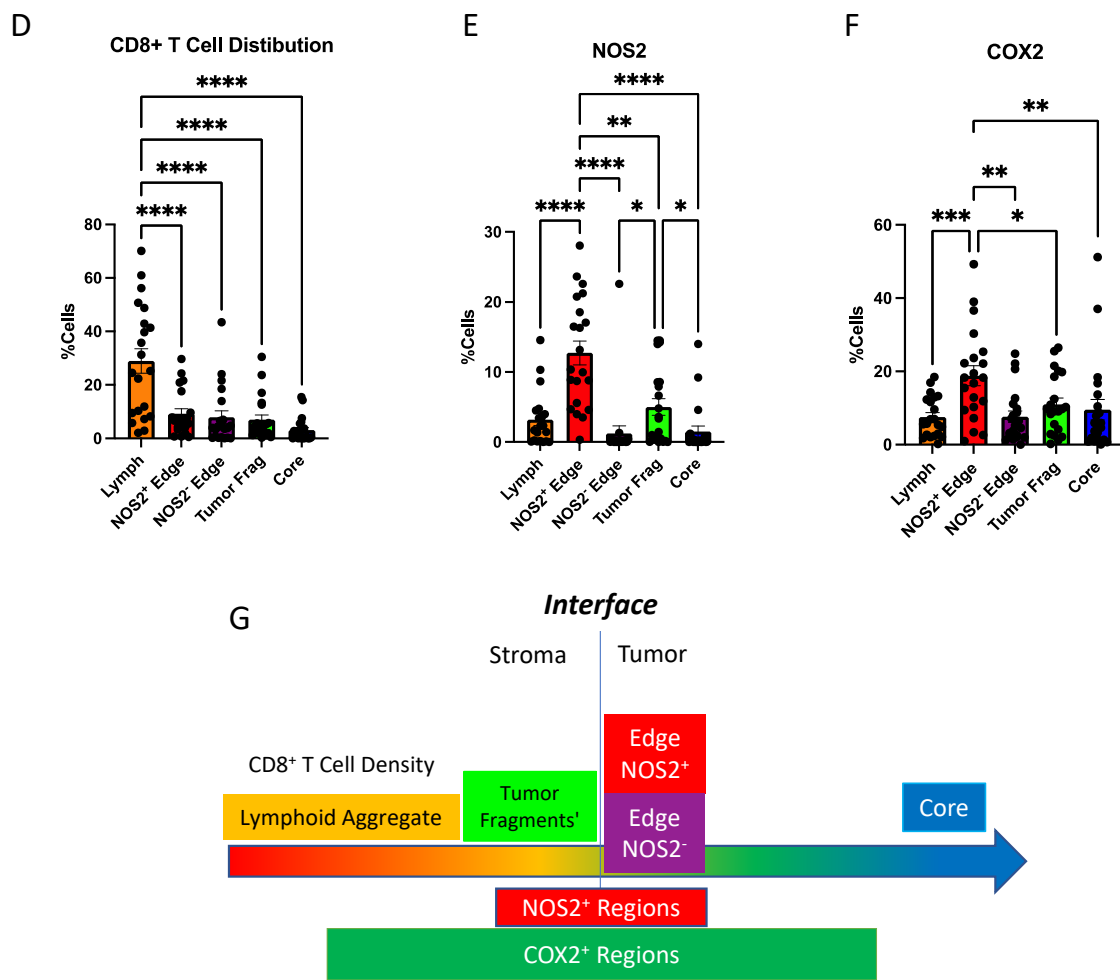 D
CD8+ T Cell Distibution
****
****
****
****
%Cells
80
60
40
20
0
Lymph
NOS2⁺ Edge
NOS2⁻ Edge
Tumor Frag
Core
E
NOS2
****
**
****
****
*
*
%Cells
30
20
10
0
Lymph
NOS2⁺ Edge
NOS2⁻ Edge
Tumor Frag
Core
F
COX2
**
**
***
*
%Cells
60
40
20
0
Lymph
NOS2⁺ Edge
NOS2⁻ Edge
Tumor Frag
Core
G
Interface
Stroma
Tumor
CD8⁺ T Cell Density
Lymphoid Aggregate
Tumor
Fragments'
Edge
NOS2⁺
Edge
NOS2⁻
Core
NOS2⁺ Regions
COX2⁺ Regions